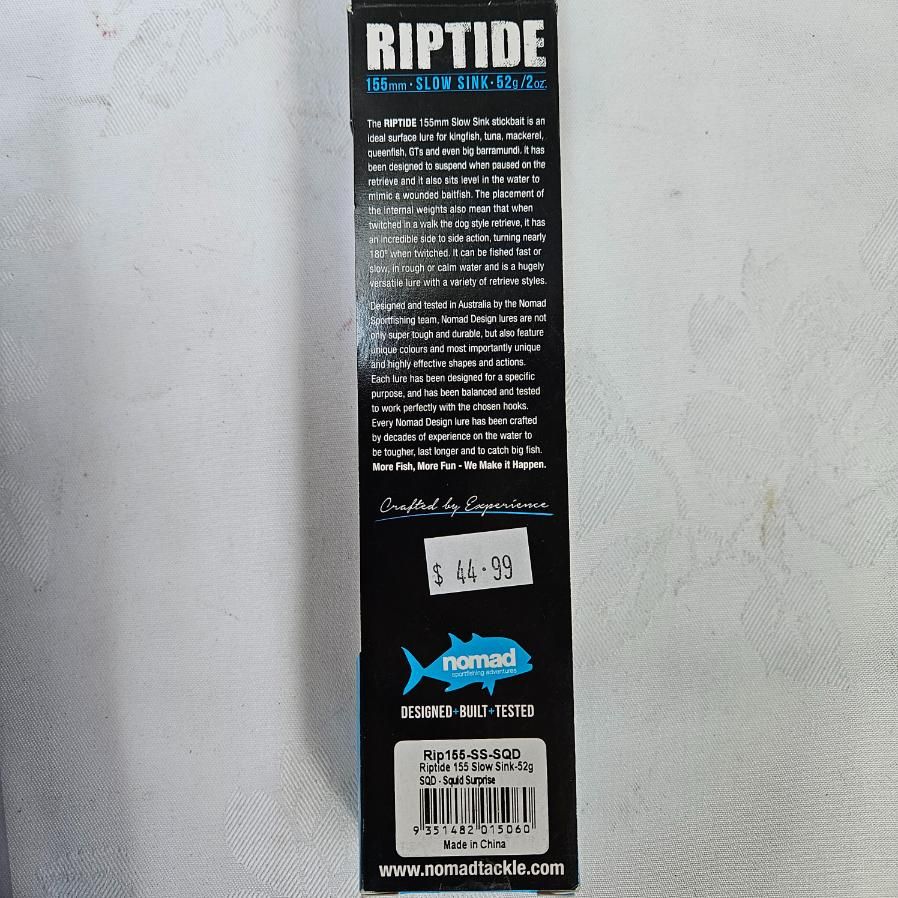 RIPTIDE
155mm · SLOW SINK · 52g/2oz.
The RIPTIDE 155mm Slow Sink stickbait is an
ideal surface lure for kingfish, tuna, mackerel,
queenfish, GTs and even big barramundi. It has
been designed to suspend when paused on the
retrieve and it also sits level in the water to
mimic a wounded baitfish. The placement of
the internal weights also mean that when
twitched in a walk the dog style retrieve, it has
an incredible side to side action, turning nearly
180° when twitched. It can be fished fast or
slow, in rough or calm water and is a hugely
versatile lure with a variety of retrieve styles.
Designed and tested in Australia by the Nomad
Sportfishing team, Nomad Design lures are not
only super tough and durable, but also feature
unique colours and most importantly unique
and highly effective shapes and actions.
Each lure has been designed for a specific
purpose, and has been balanced and tested
to work perfectly with the chosen hooks.
Every Nomad Design lure has been crafted
by decades of experience on the water to
be tougher, last longer and to catch big fish.
More Fish, More Fun - We Make it Happen.
Crafted by Experience
$ 44.99
nomad
sportfishing adventures
DESIGNED+BUILT+TESTED
Rip155-SS-SQD
Riptide 155 Slow Sink-52g
SQD - Squid Surprise
9 351482 015060
Made in China
www.nomadtackle.com